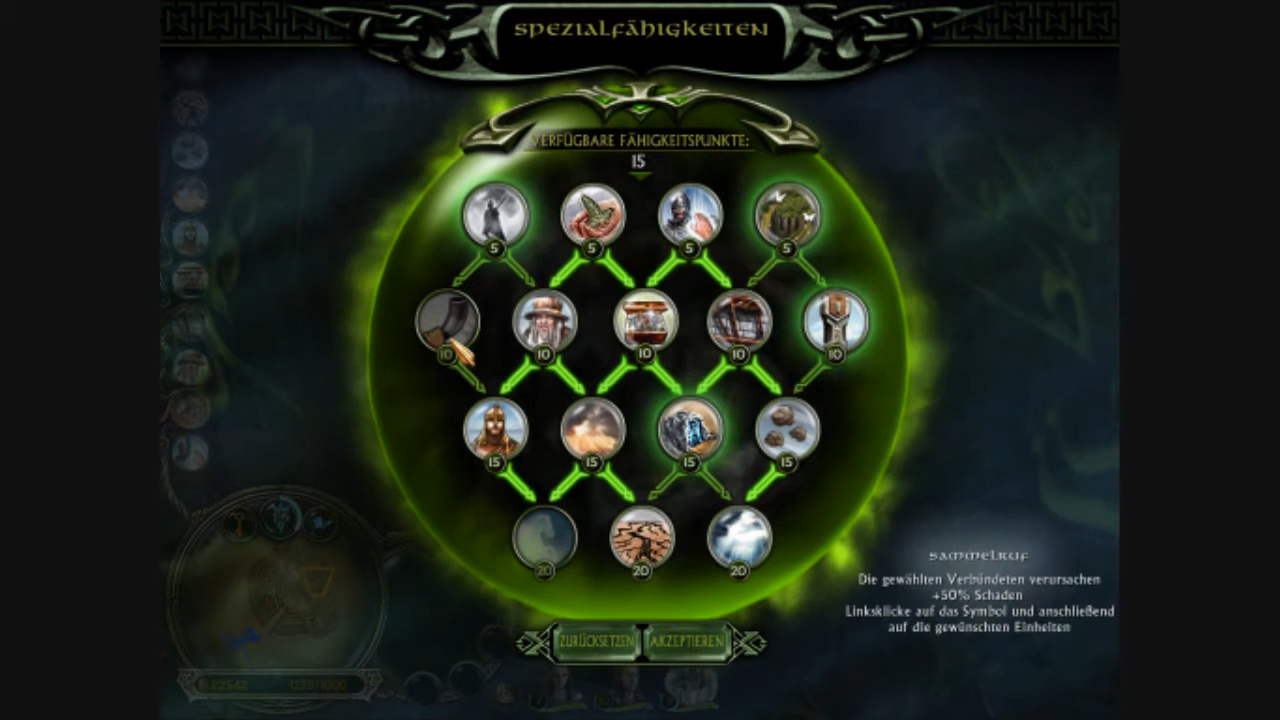 SPEZIALFÄHIGKEITEN
VERFÜGBARE FÄHIGKEITSPUNKTE:
15
5 5 5 5
10 10 10 10 10
15 15 15 15
20 20 20
SAMMELRUF
Die gewählten Verbündeten verursachen
+50% Schaden
Linksklicke auf das Symbol und anschließend
auf die gewünschten Einheiten
ZURÜCKSETZEN AKZEPTIEREN